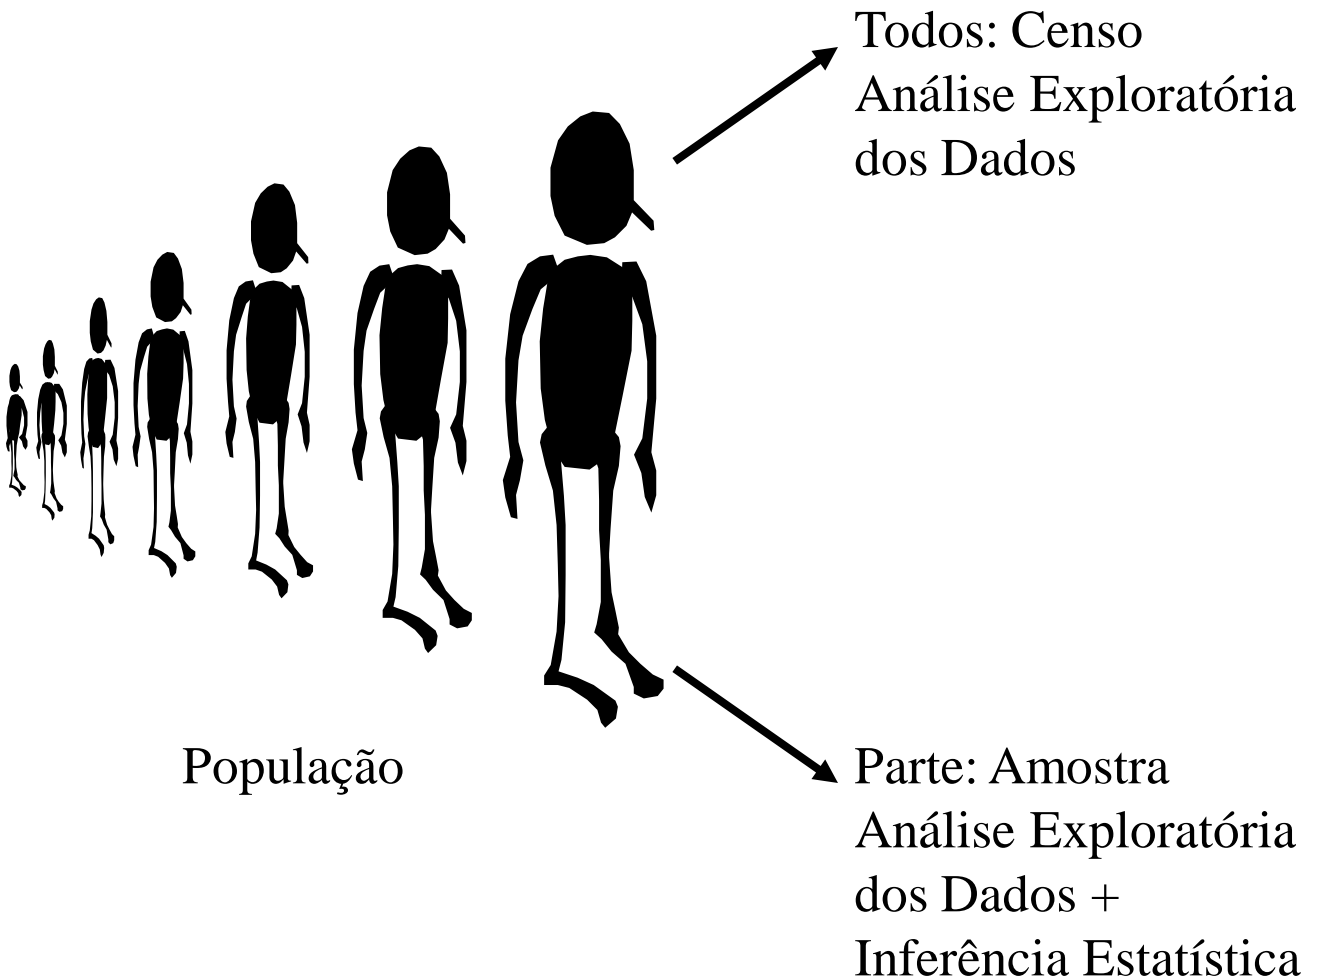 Todos: Censo
Análise Exploratória
dos Dados
População
Parte: Amostra
Análise Exploratória
dos Dados +
Inferência Estatística